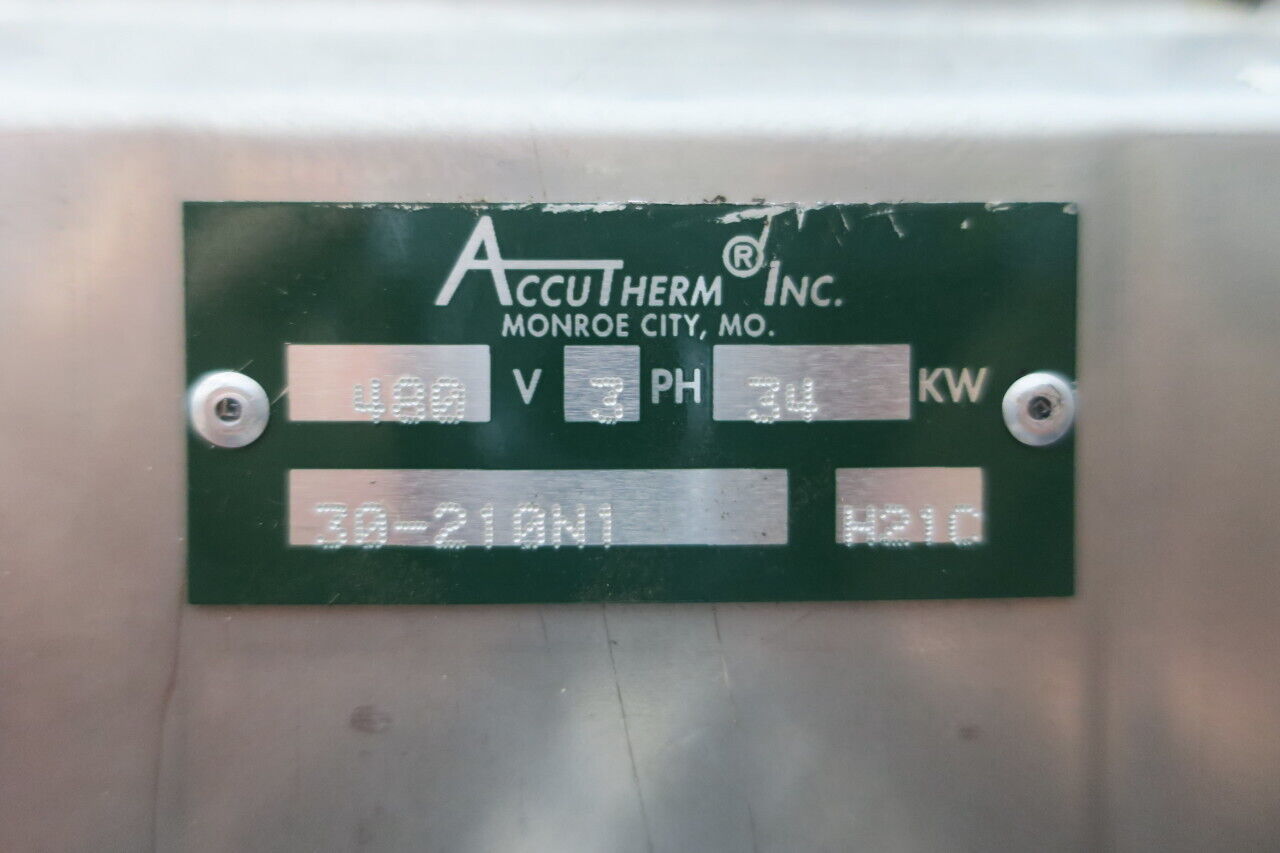 ACCUTHERM® INC.
MONROE CITY, MO.
480 V 3 PH 34 KW
30-210N1 H21C